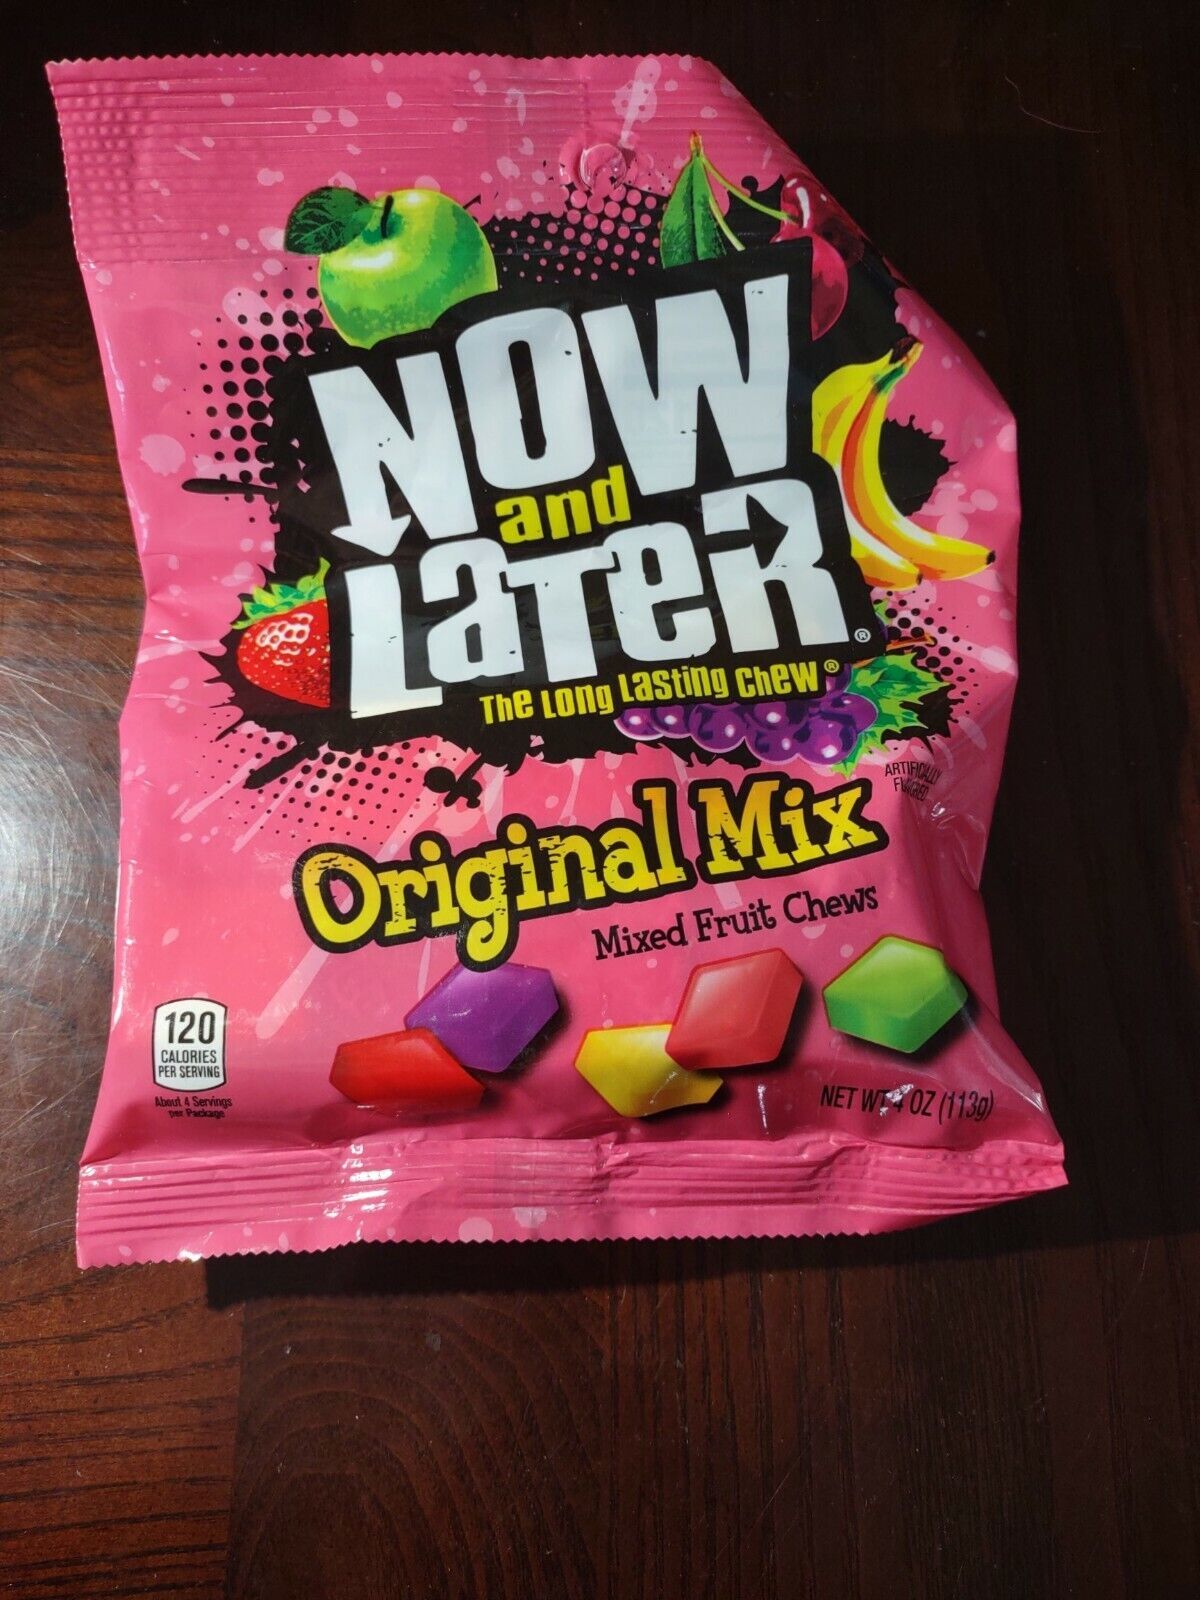 NOW
and
LaTeR®
The Long Lasting Chew®
ARTIFICIALLY
FLAVORED
Original Mix
Mixed Fruit Chews
120
CALORIES
PER SERVING
About 4 Servings
per Package
NET WT 4 OZ (113g)